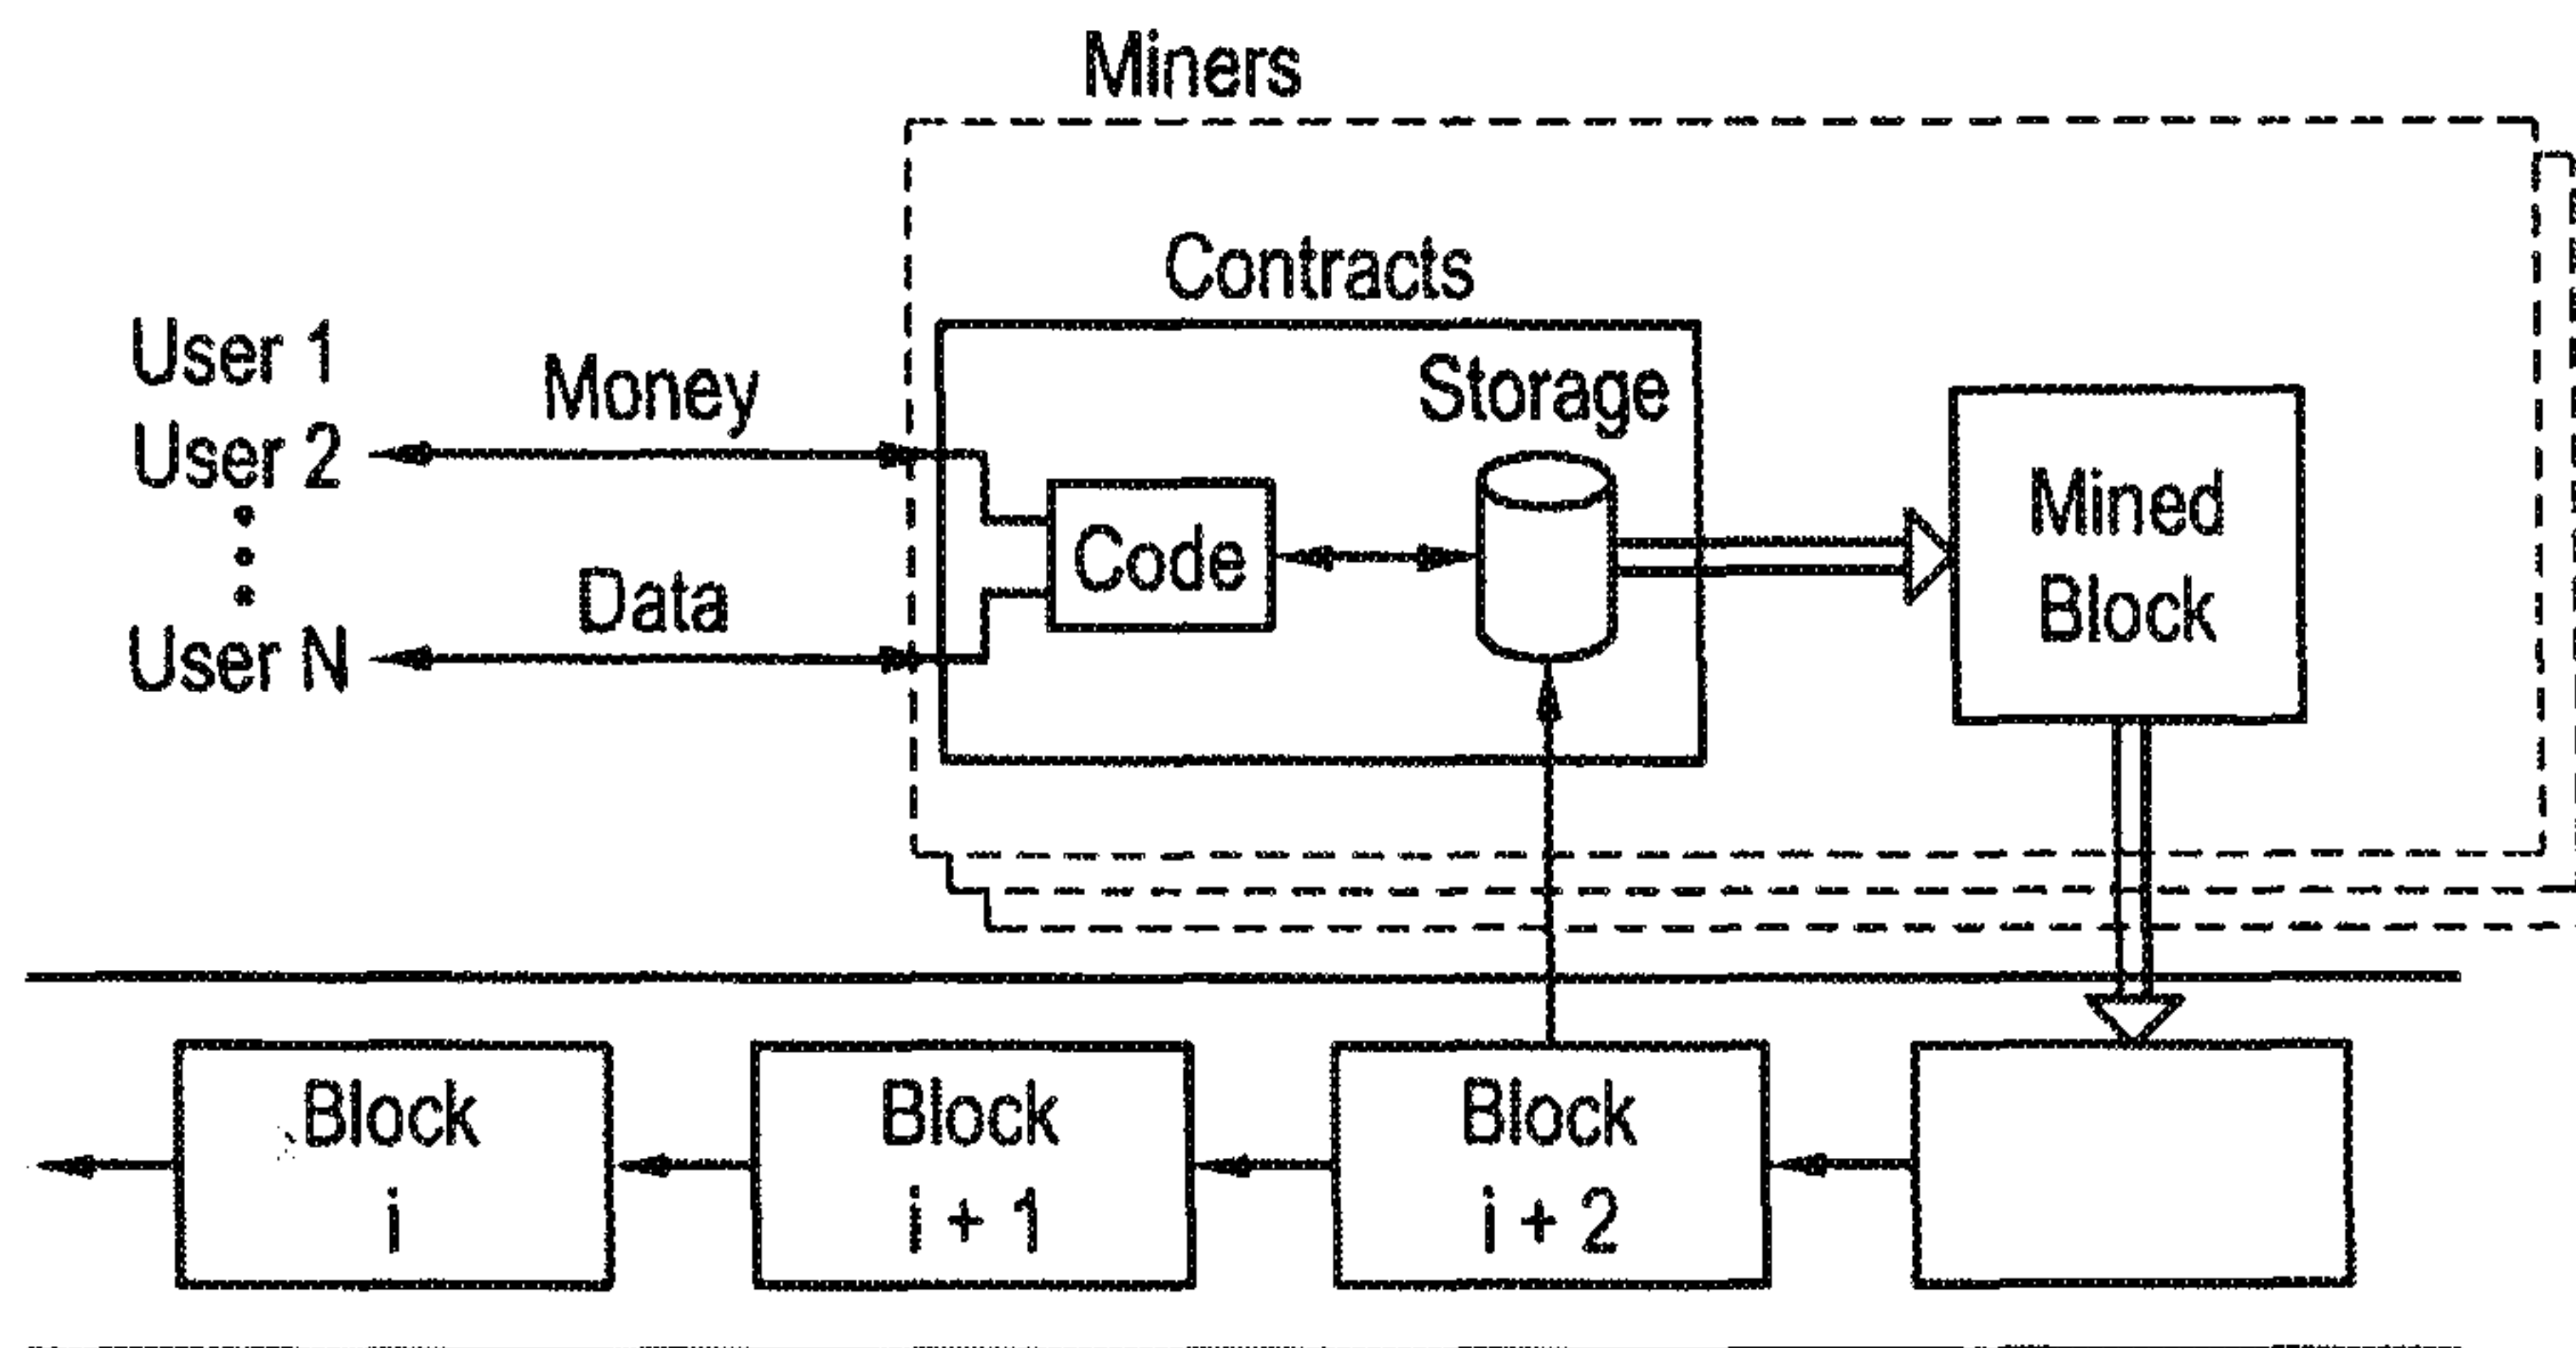 Miners
Contracts
User 1
User 2
User N
Money
Data
Storage
Code
Mined
Block
Block
i
Block
i + 1
Block
i + 2